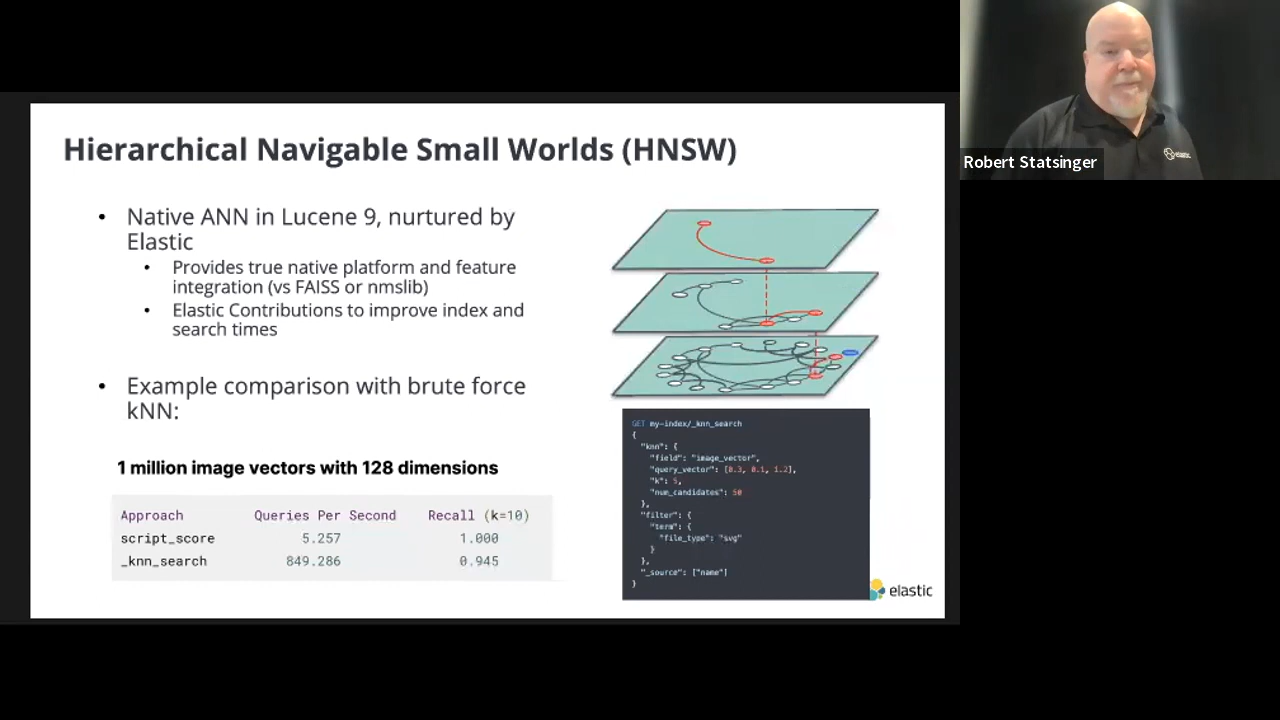 Hierarchical Navigable Small Worlds (HNSW)
• Native ANN in Lucene 9, nurtured by
Elastic
• Provides true native platform and feature
integration (vs FAISS or nmslib)
• Elastic Contributions to improve index and
search times
• Example comparison with brute force
kNN:
1 million image vectors with 128 dimensions
Approach Queries Per Second Recall (k=10)
script_score 5.257 1.000
_knn_search 849.286 0.945
GET my-index/_knn_search
{
"knn": {
"field": "image_vector",
"query_vector": [0.3, 0.1, 1.2],
"k": 5,
"num_candidates": 50
},
"filter": {
"term": {
"file_type": "svg"
}
},
"_source": ["name"]
}
elastic
elastic
Robert Statsinger